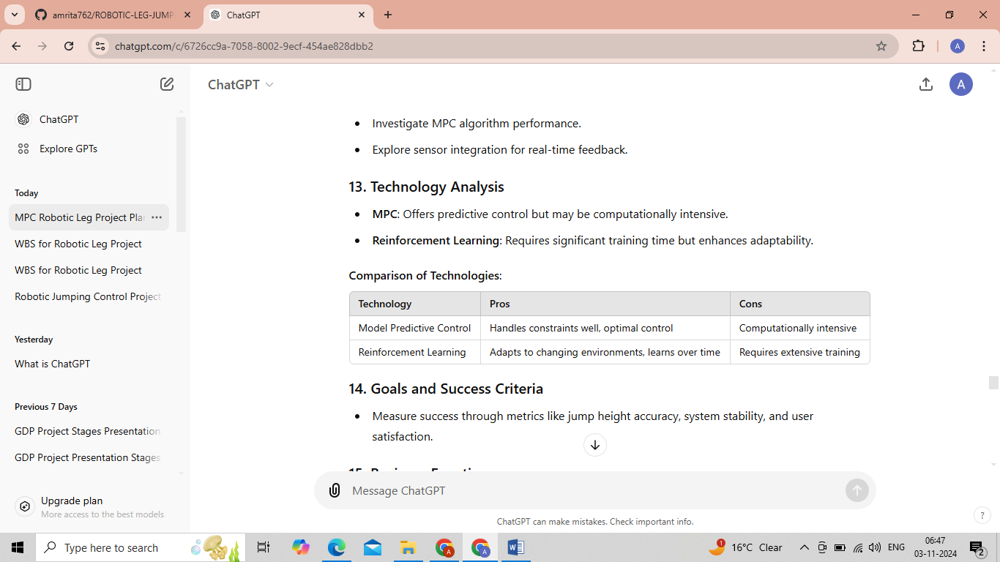 amrita762/ROBOTIC-LEG-JUMP
ChatGPT
chatgpt.com/c/6726cc9a-7058-8002-9ecf-454ae828dbb2
A
ChatGPT
A
ChatGPT
Explore GPTs
Today
MPC Robotic Leg Project Pla
WBS for Robotic Leg Project
WBS for Robotic Leg Project
Robotic Jumping Control Project
Yesterday
What is ChatGPT
Previous 7 Days
GDP Project Stages Presentation
GDP Project Presentation Stages
Upgrade plan
More access to the best models
• Investigate MPC algorithm performance.
• Explore sensor integration for real-time feedback.
13. Technology Analysis
• MPC: Offers predictive control but may be computationally intensive.
• Reinforcement Learning: Requires significant training time but enhances adaptability.
Comparison of Technologies:
Technology Pros Cons
Model Predictive Control Handles constraints well, optimal control Computationally intensive
Reinforcement Learning Adapts to changing environments, learns over time Requires extensive training
14. Goals and Success Criteria
• Measure success through metrics like jump height accuracy, system stability, and user
satisfaction.
Message ChatGPT
ChatGPT can make mistakes. Check important info.
?
Type here to search
A
A
1
16°C Clear
ENG
06:47
03-11-2024
2